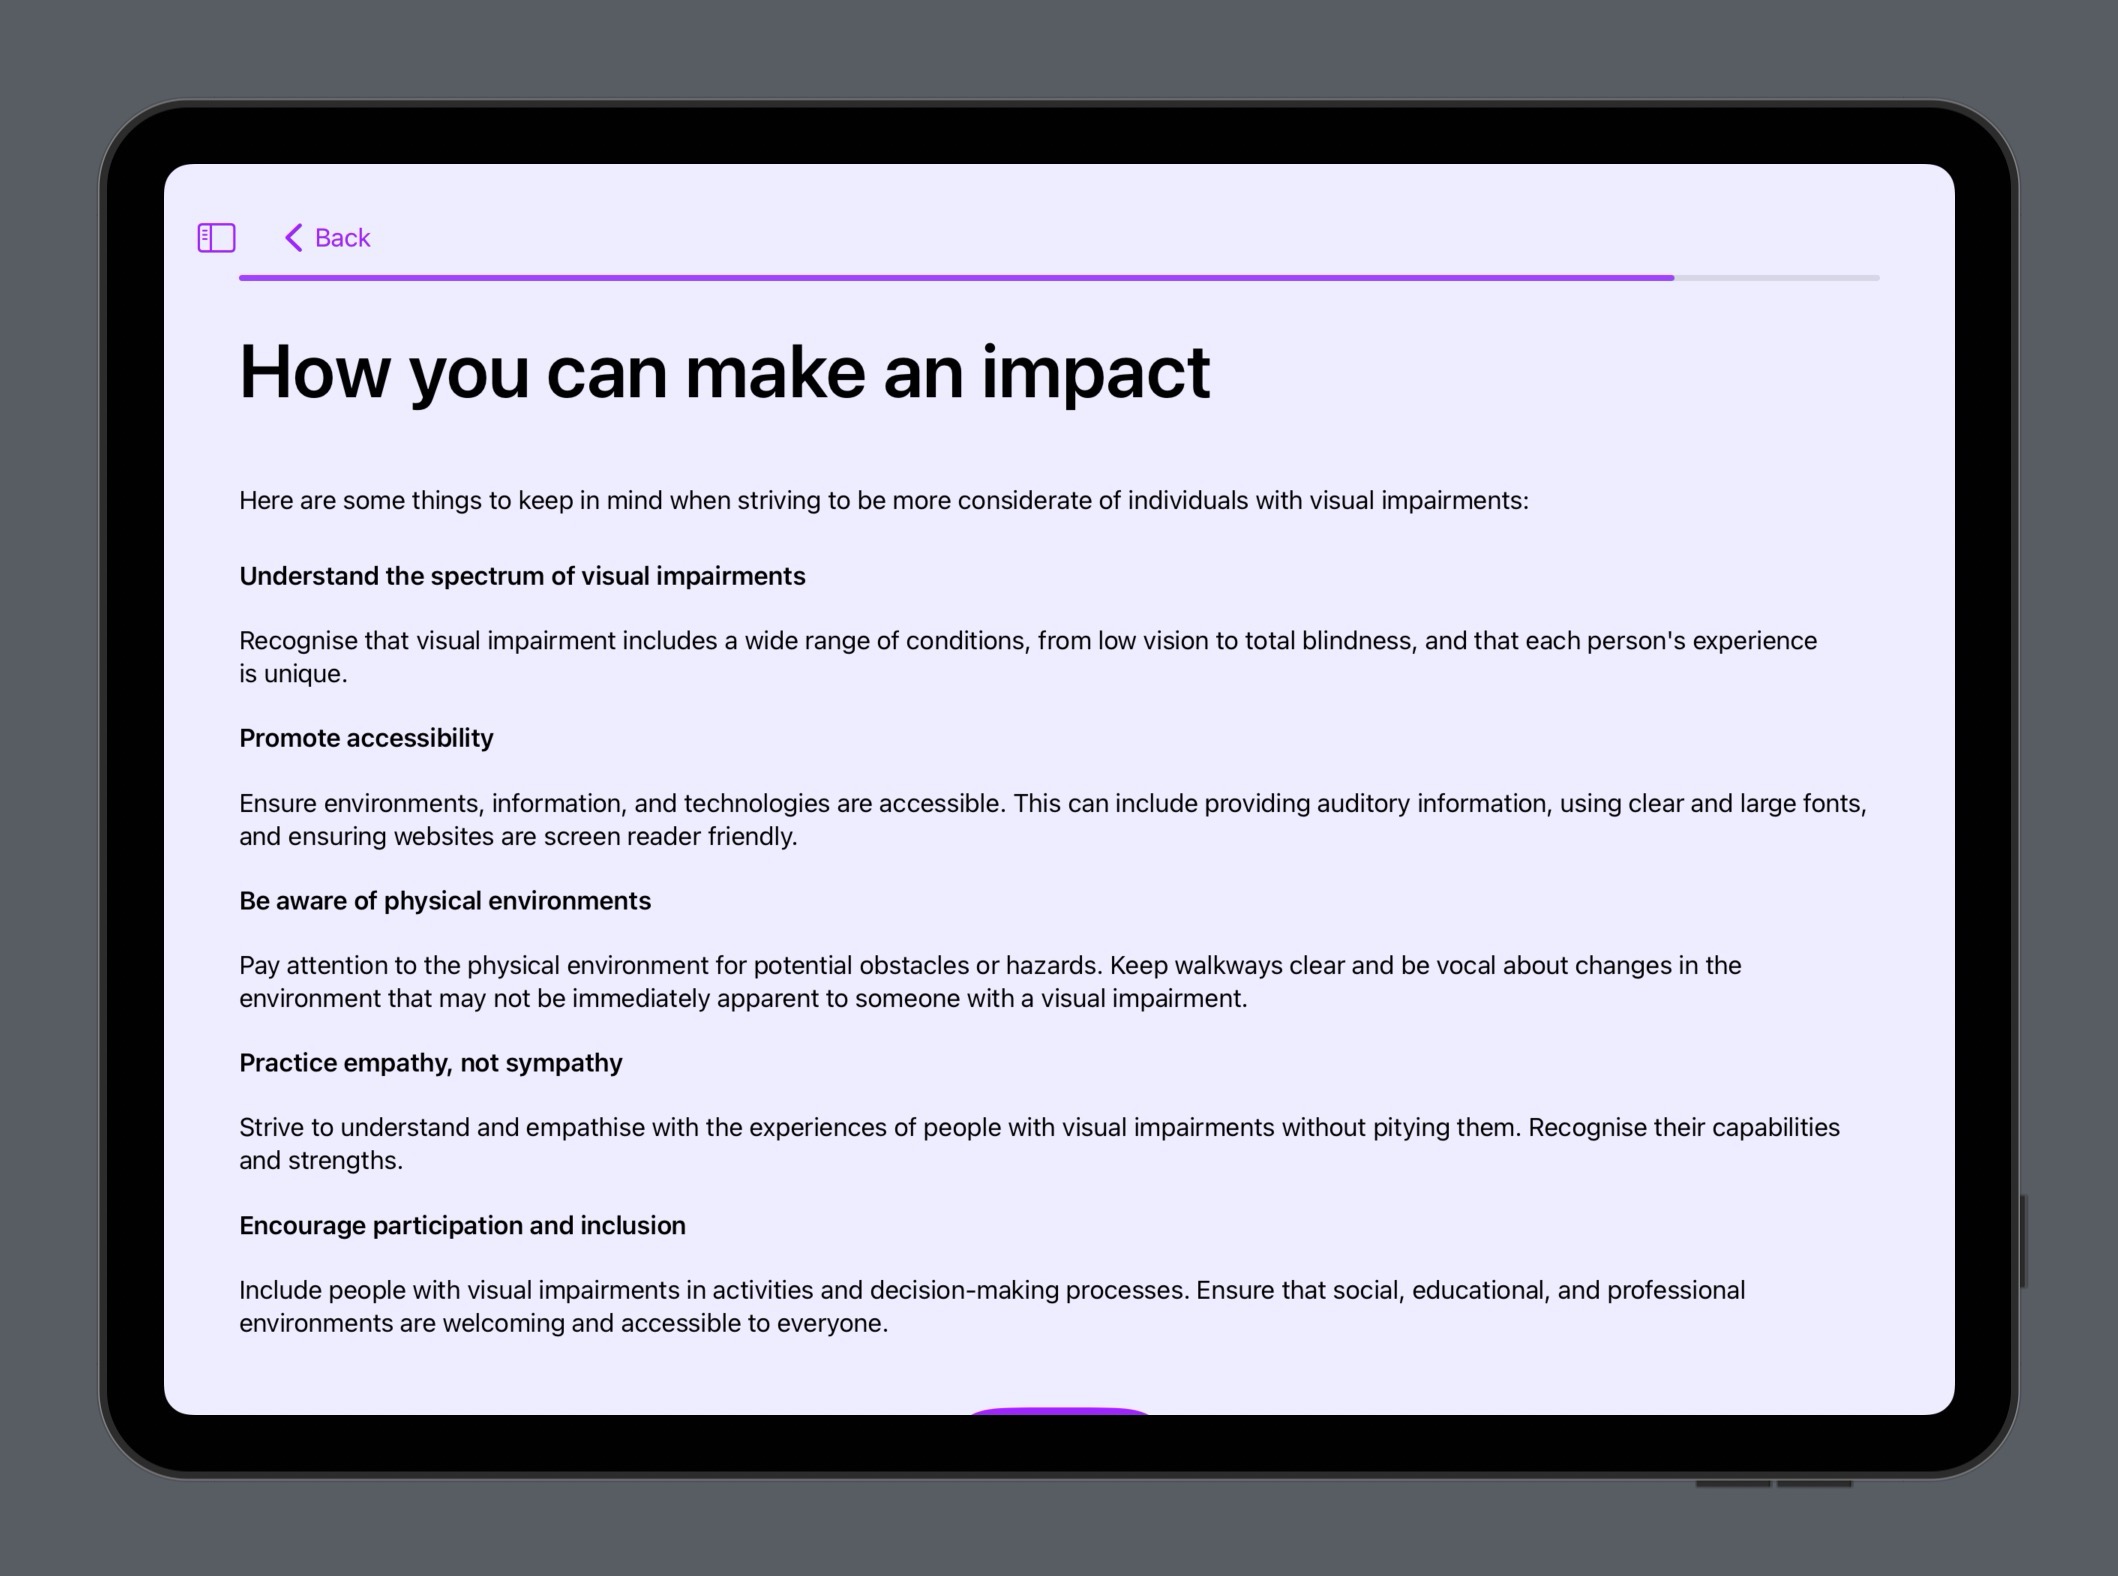 Back
How you can make an impact
Here are some things to keep in mind when striving to be more considerate of individuals with visual impairments:
Understand the spectrum of visual impairments
Recognise that visual impairment includes a wide range of conditions, from low vision to total blindness, and that each person's experience
is unique.
Promote accessibility
Ensure environments, information, and technologies are accessible. This can include providing auditory information, using clear and large fonts,
and ensuring websites are screen reader friendly.
Be aware of physical environments
Pay attention to the physical environment for potential obstacles or hazards. Keep walkways clear and be vocal about changes in the
environment that may not be immediately apparent to someone with a visual impairment.
Practice empathy, not sympathy
Strive to understand and empathise with the experiences of people with visual impairments without pitying them. Recognise their capabilities
and strengths.
Encourage participation and inclusion
Include people with visual impairments in activities and decision-making processes. Ensure that social, educational, and professional
environments are welcoming and accessible to everyone.